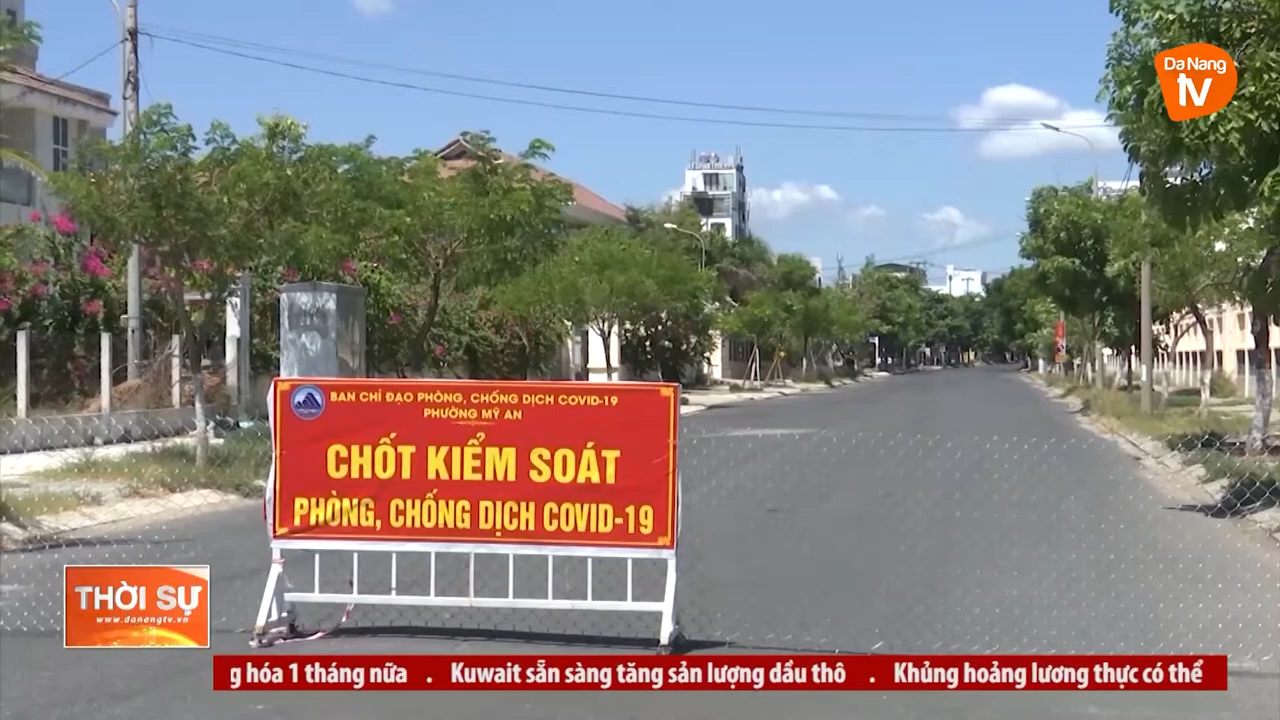 Da Nang
tv
BAN CHỈ ĐẠO PHÒNG, CHỐNG DỊCH COVID-19
PHƯỜNG MỸ AN
CHỐT KIỂM SOÁT
PHÒNG, CHỐNG DỊCH COVID-19
THỜI SỰ
www.danangtv.vn
g hóa 1 tháng nữa . Kuwait sẵn sàng tăng sản lượng dầu thô . Khủng hoảng lương thực có thể